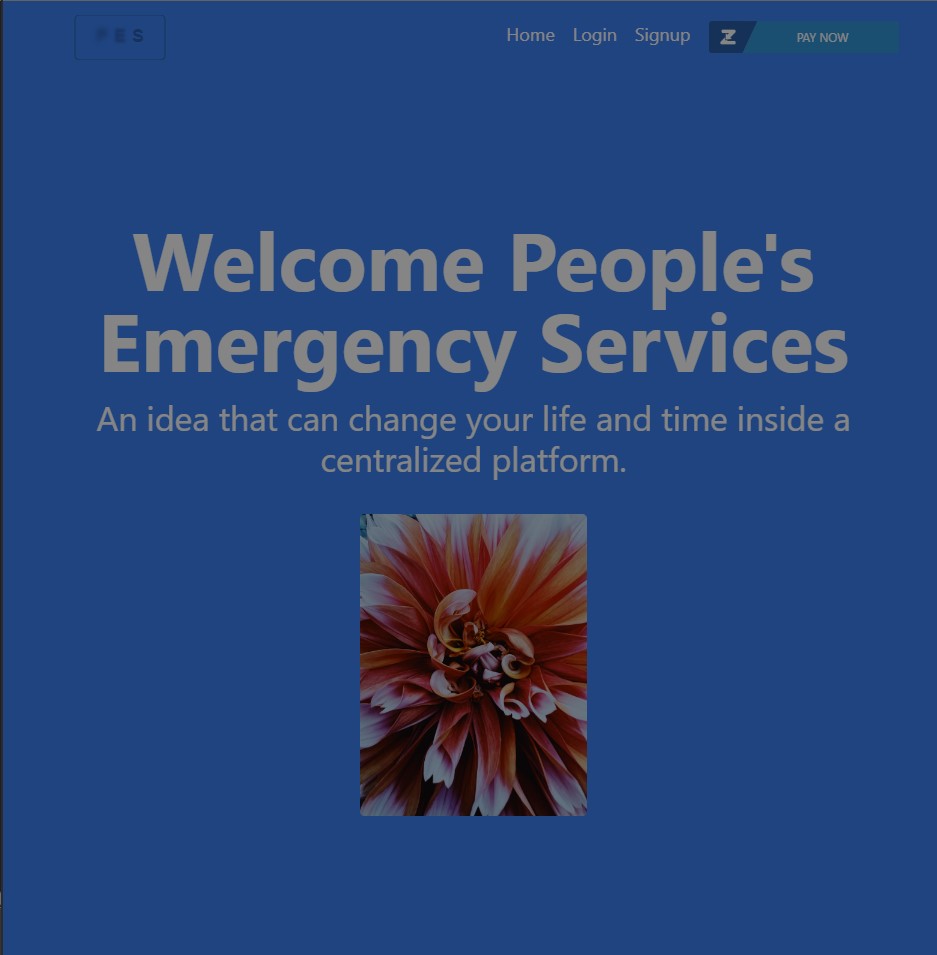 P E S
Home Login Signup PAY NOW
Welcome People's
Emergency Services
An idea that can change your life and time inside a
centralized platform.